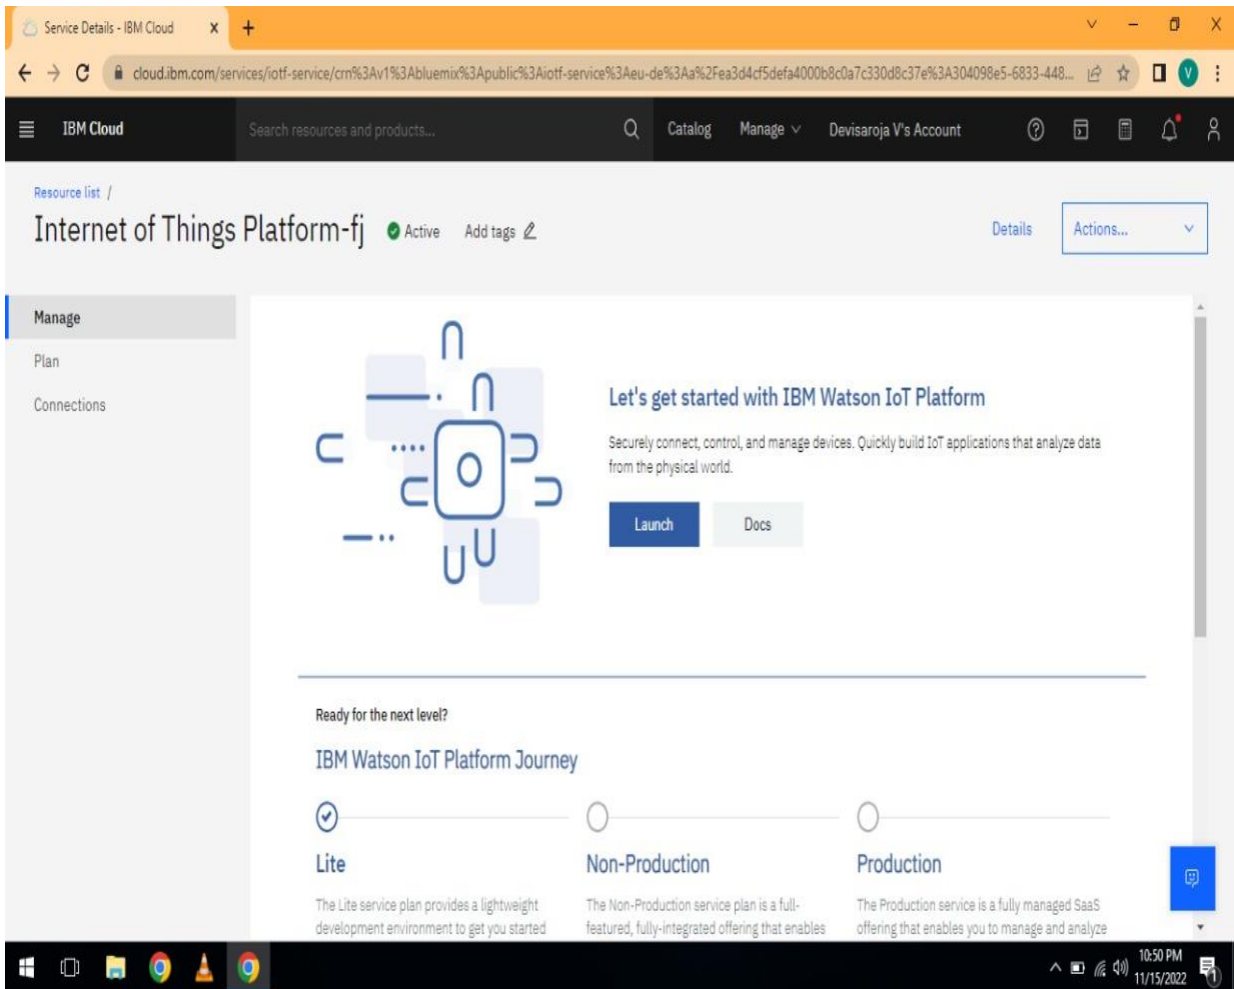 Service Details - IBM Cloud
cloud.ibm.com/services/iotf-service/crn%3Av1%3Abluemix%3Apublic%3Aiotf-service%3Aeu-de%3Aa%2Fea3d4cf5defa4000b8c0a7c330d8c37e%3A304098e5-6833-448...
V
IBM Cloud
Search resources and products...
Catalog
Manage
Devisaroja V's Account
Resource list /
Internet of Things Platform-fj
Active
Add tags
Details
Actions...
Manage
Plan
Connections
Let's get started with IBM Watson IoT Platform
Securely connect, control, and manage devices. Quickly build IoT applications that analyze data
from the physical world.
Launch
Docs
Ready for the next level?
IBM Watson IoT Platform Journey
Lite
Non-Production
Production
The Lite service plan provides a lightweight
development environment to get you started
The Non-Production service plan is a full-
featured, fully-integrated offering that enables
The Production service is a fully managed SaaS
offering that enables you to manage and analyze
10:50 PM
11/15/2022
1